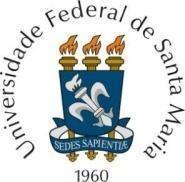 Universidade Federal de Santa Maria
SEDES SAPIENTIÆ
1960